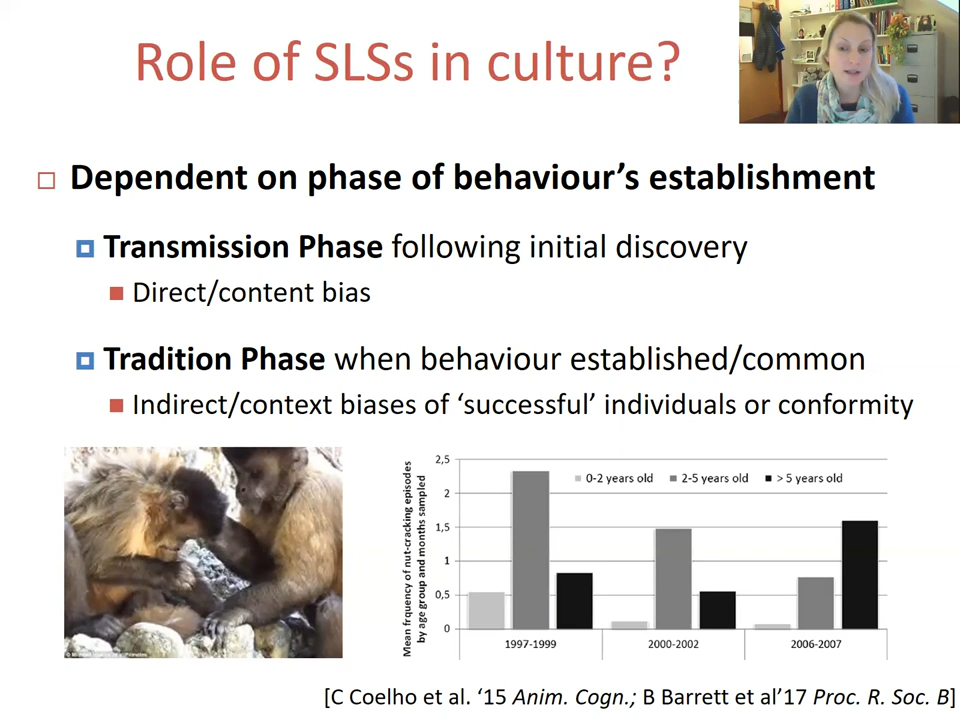 Role of SLSs in culture?
Dependent on phase of behaviour's establishment
Transmission Phase following initial discovery
Direct/content bias
Tradition Phase when behaviour established/common
Indirect/context biases of 'successful' individuals or conformity
Mean frquency of nut-cracking episodes
by age group and months sampled
2,5
2
1,5
1
0,5
0
0-2 years old
2-5 years old
> 5 years old
1997-1999
2000-2002
2006-2007
[C Coelho et al. '15 Anim. Cogn.; B Barrett et al'17 Proc. R. Soc. B]